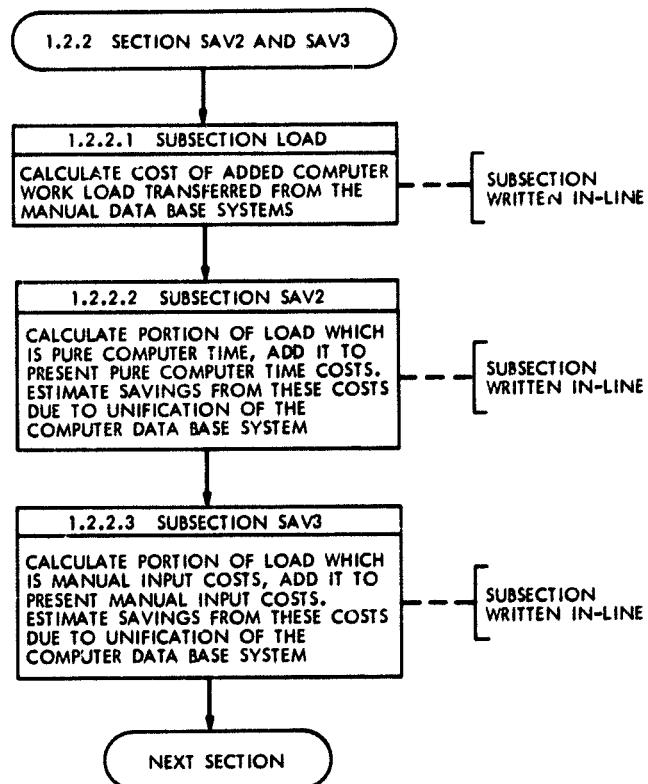 1.2.2 SECTION SAV2 AND SAV3
1.2.2.1 SUBSECTION LOAD
CALCULATE COST OF ADDED COMPUTER
WORK LOAD TRANSFERRED FROM THE
MANUAL DATA BASE SYSTEMS
SUBSECTION
WRITTEN IN-LINE
1.2.2.2 SUBSECTION SAV2
CALCULATE PORTION OF LOAD WHICH
IS PURE COMPUTER TIME, ADD IT TO
PRESENT PURE COMPUTER TIME COSTS.
ESTIMATE SAVINGS FROM THESE COSTS
DUE TO UNIFICATION OF THE
COMPUTER DATA BASE SYSTEM
SUBSECTION
WRITTEN IN-LINE
1.2.2.3 SUBSECTION SAV3
CALCULATE PORTION OF LOAD WHICH
IS MANUAL INPUT COSTS, ADD IT TO
PRESENT MANUAL INPUT COSTS.
ESTIMATE SAVINGS FROM THESE COSTS
DUE TO UNIFICATION OF THE
COMPUTER DATA BASE SYSTEM
SUBSECTION
WRITTEN IN-LINE
NEXT SECTION